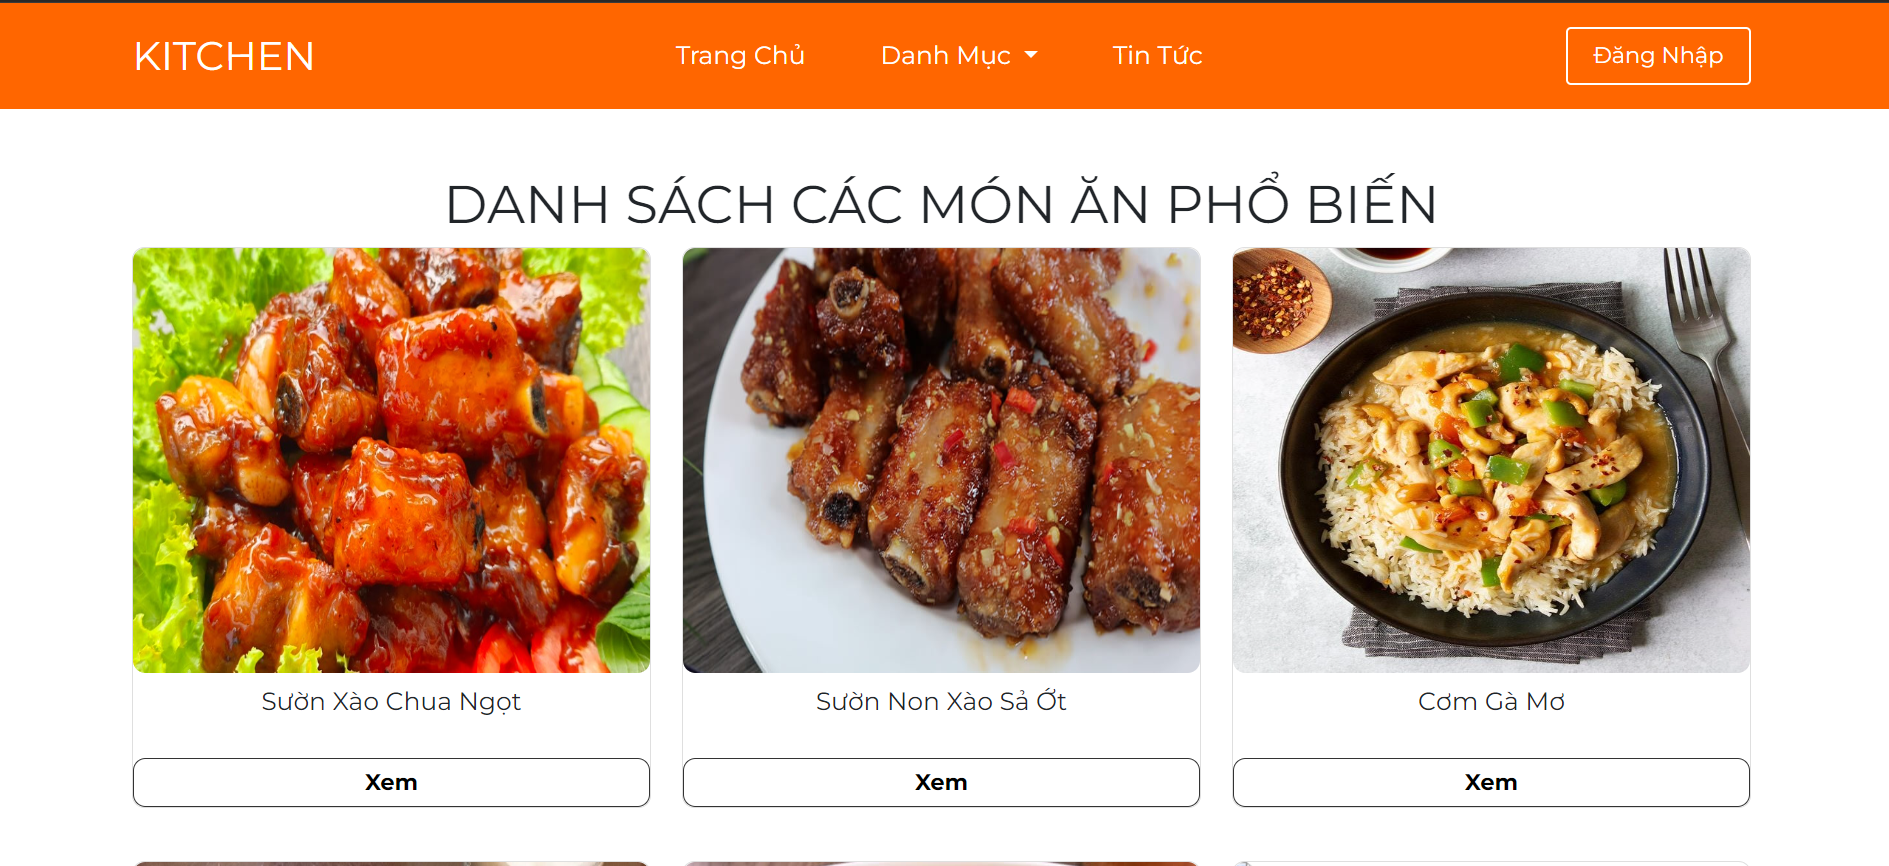 KITCHEN
Trang Chủ
Danh Mục
Tin Tức
Đăng Nhập
DANH SÁCH CÁC MÓN ĂN PHỔ BIẾN
Sườn Xào Chua Ngọt
Sườn Non Xào Sả Ớt
Cơm Gà Mơ
Xem
Xem
Xem